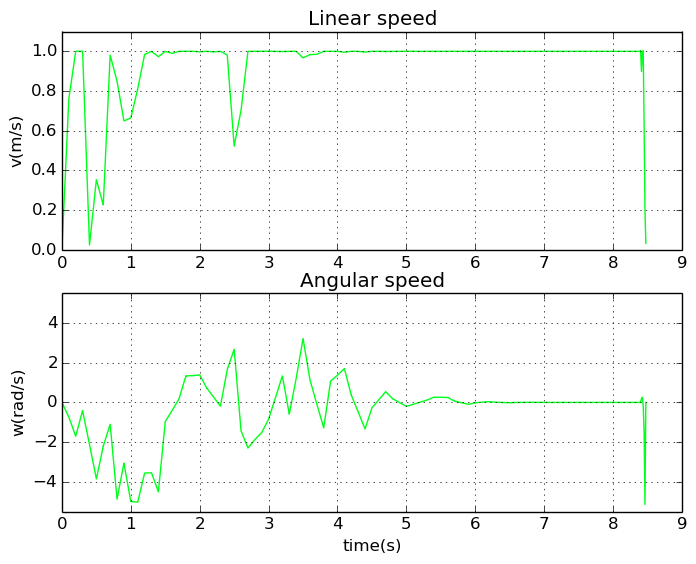 Linear speed
1.0
0.8
0.6
0.4
0.2
0.0
v(m/s)
0 1 2 3 4 5 6 7 8 9
Angular speed
4
2
0
−2
−4
w(rad/s)
0 1 2 3 4 5 6 7 8 9
time(s)